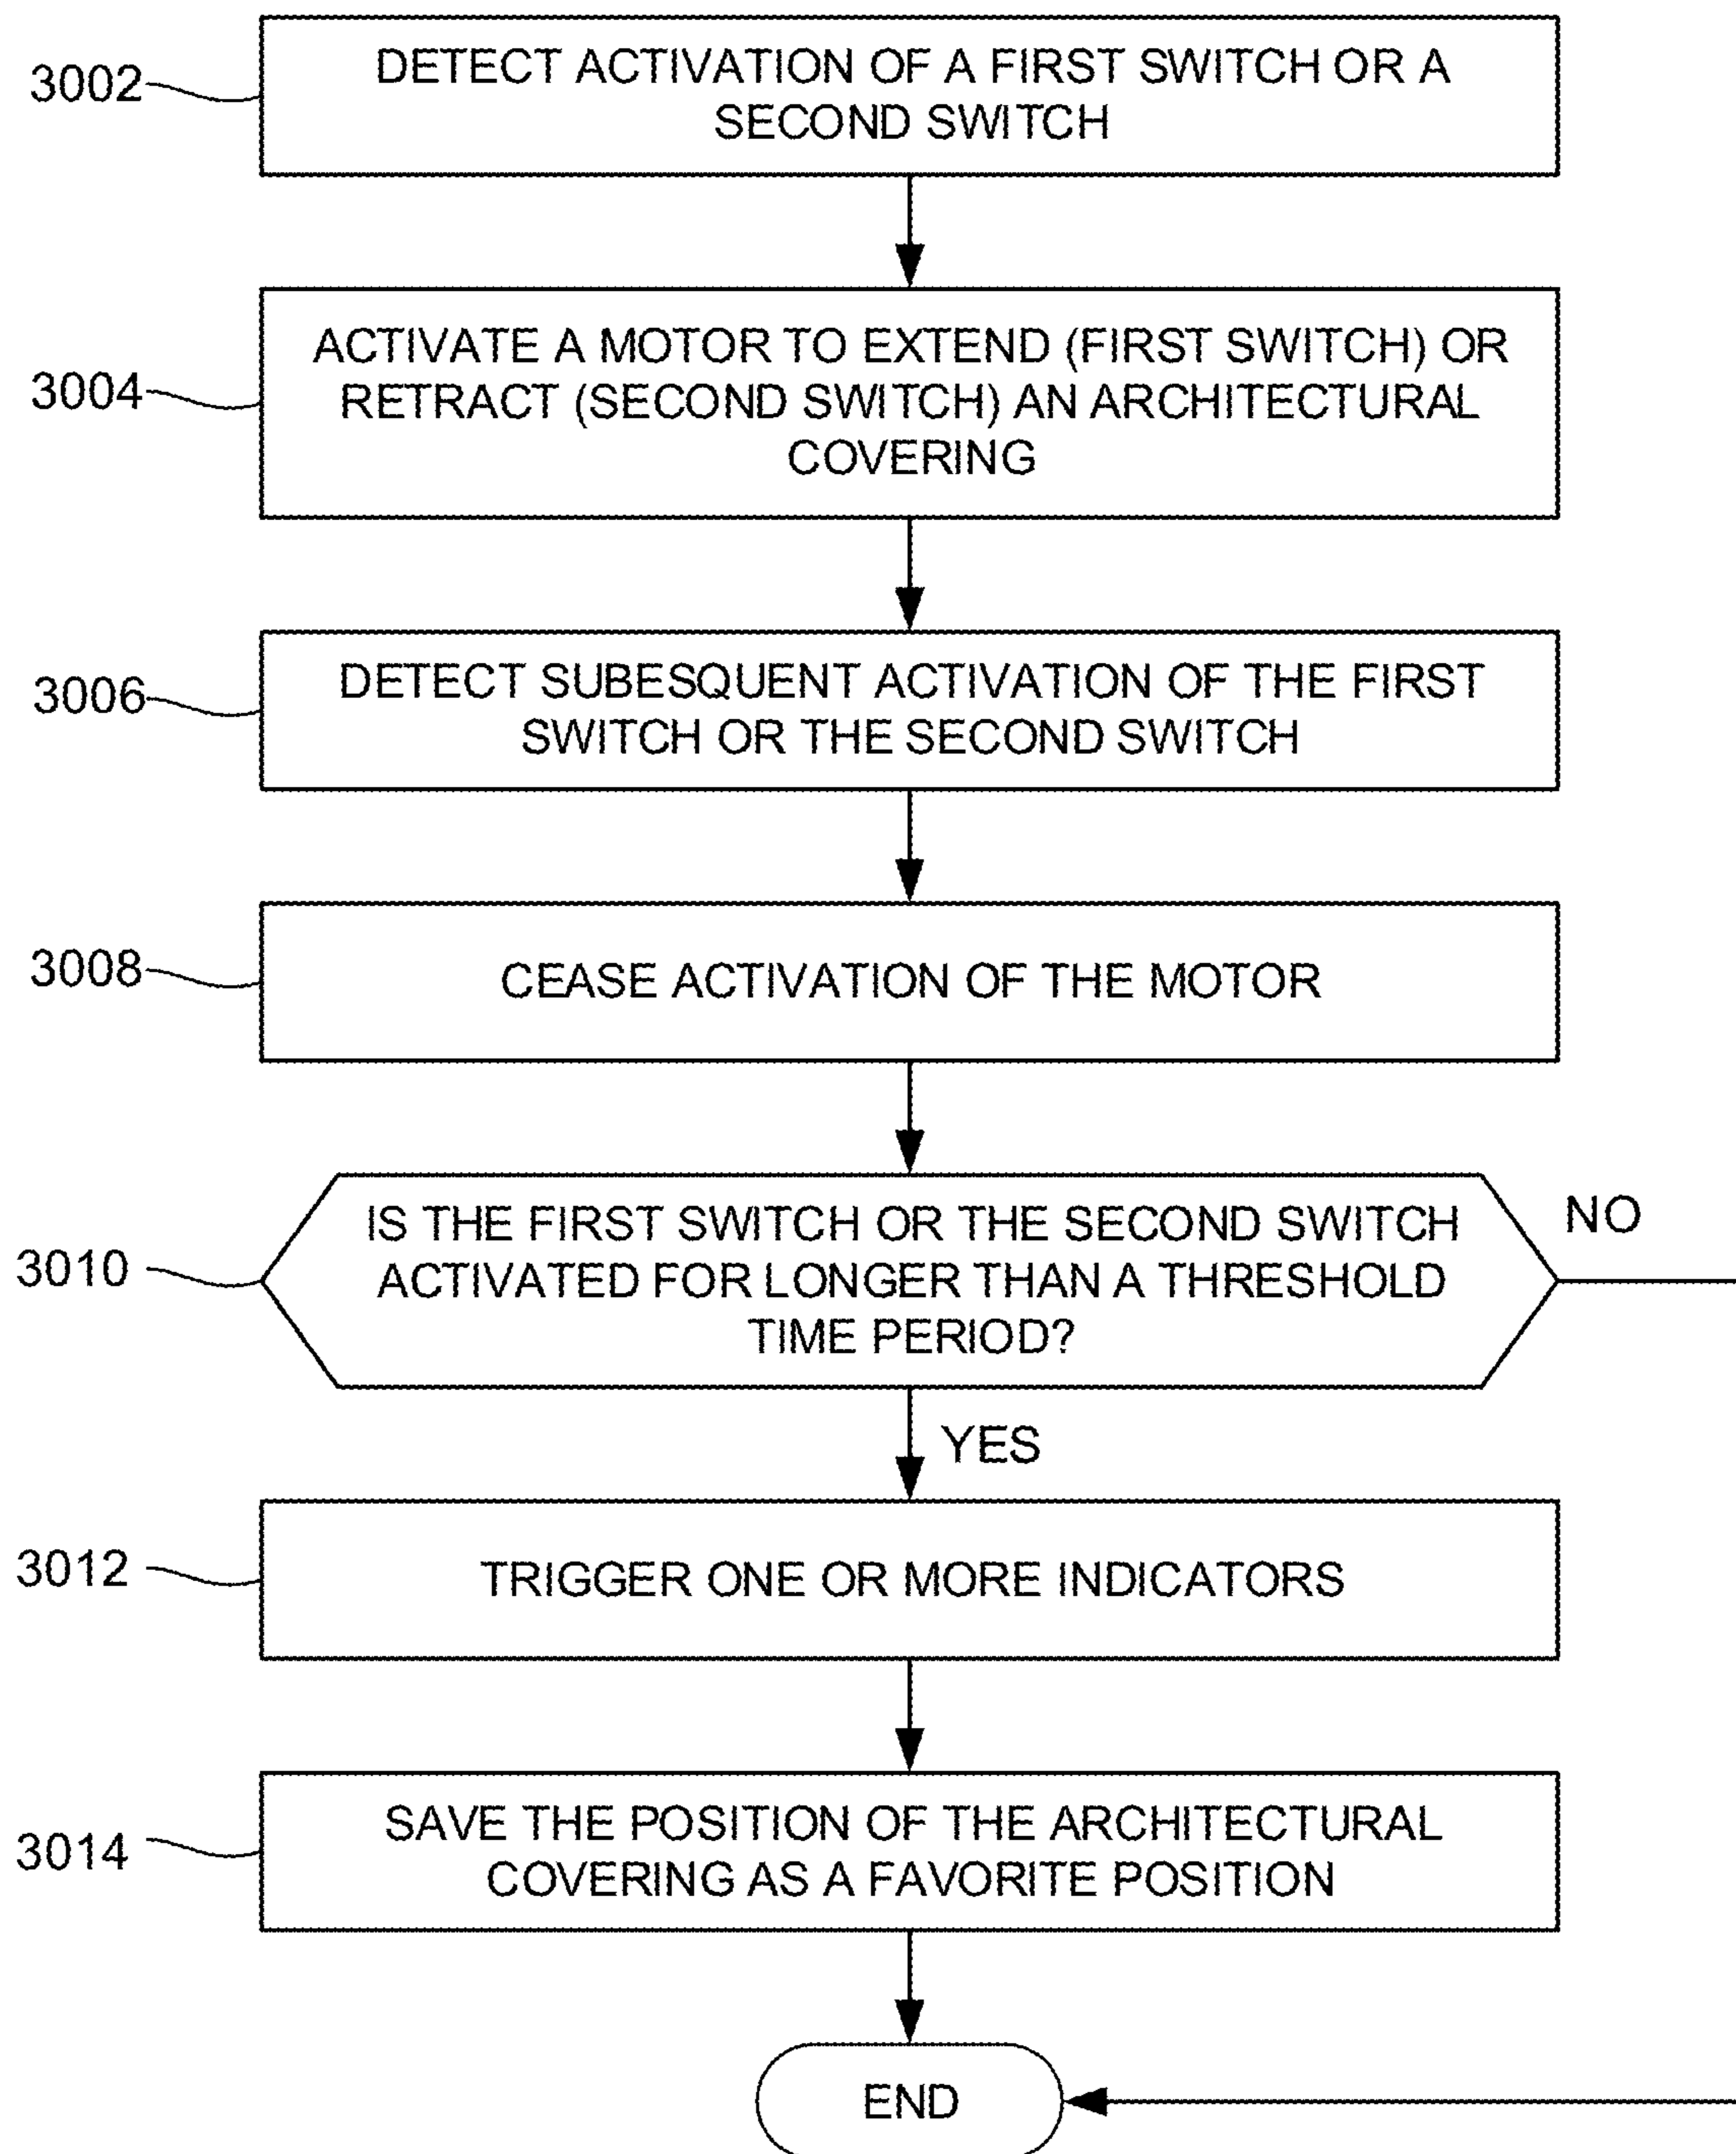 3002
DETECT ACTIVATION OF A FIRST SWITCH OR A
SECOND SWITCH
3004
ACTIVATE A MOTOR TO EXTEND (FIRST SWITCH) OR
RETRACT (SECOND SWITCH) AN ARCHITECTURAL
COVERING
3006
DETECT SUBESQUENT ACTIVATION OF THE FIRST
SWITCH OR THE SECOND SWITCH
3008
CEASE ACTIVATION OF THE MOTOR
3010
IS THE FIRST SWITCH OR THE SECOND SWITCH
ACTIVATED FOR LONGER THAN A THRESHOLD
TIME PERIOD?
NO
YES
3012
TRIGGER ONE OR MORE INDICATORS
3014
SAVE THE POSITION OF THE ARCHITECTURAL
COVERING AS A FAVORITE POSITION
END